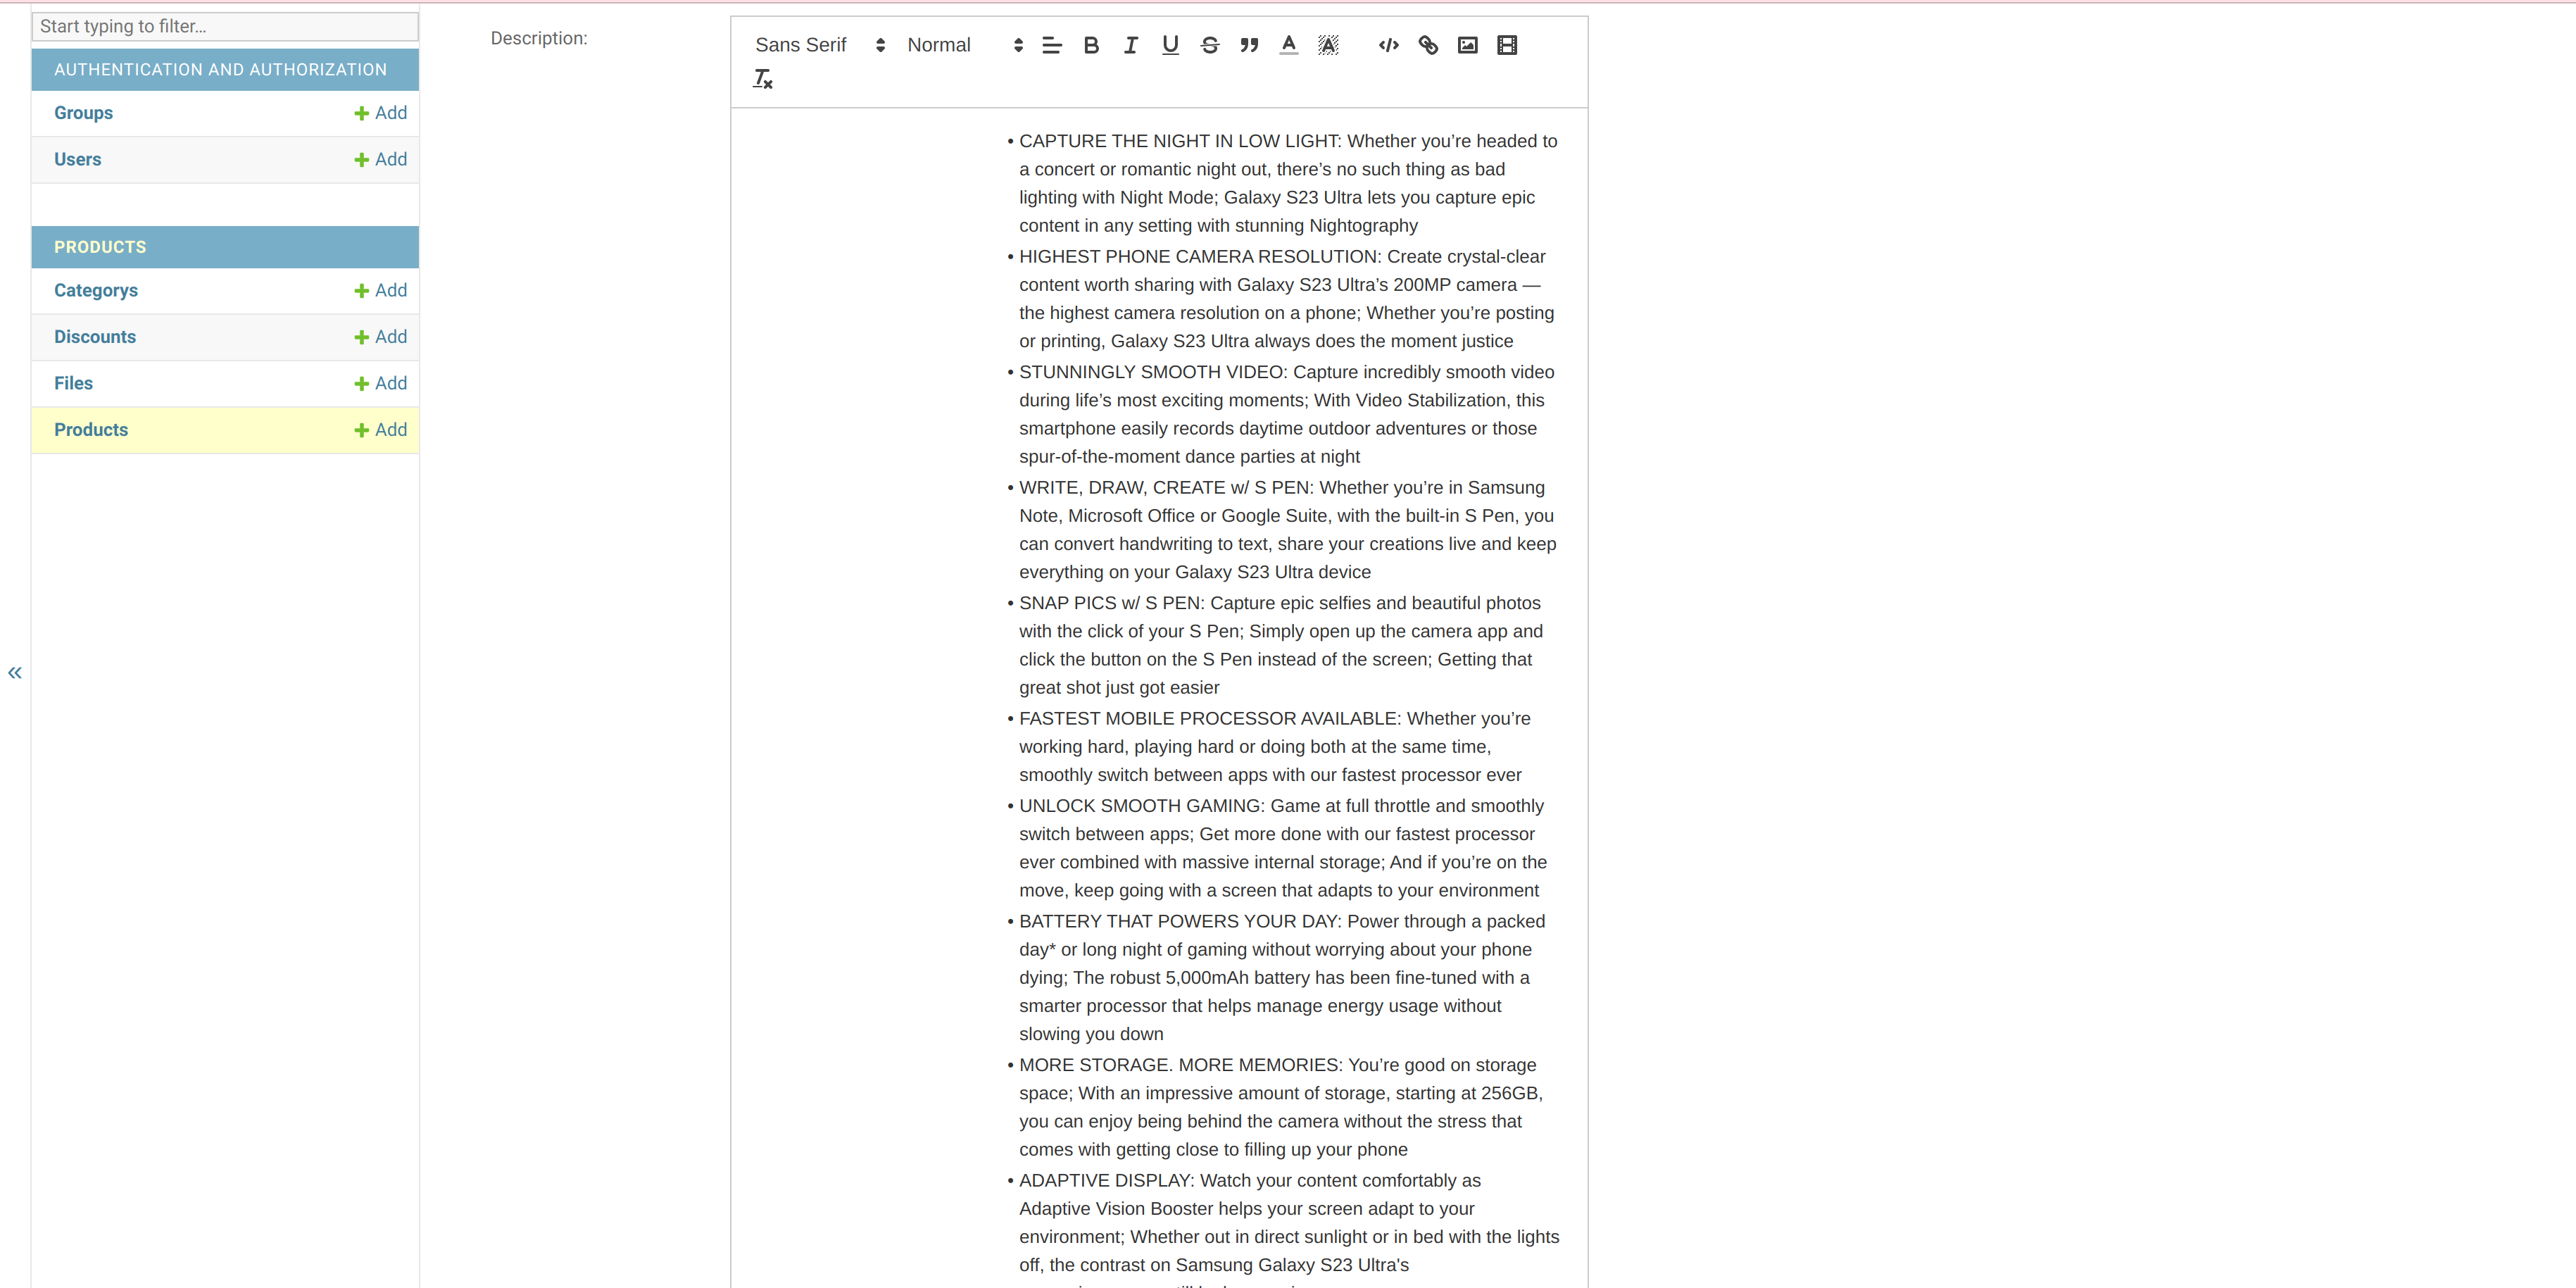 Start typing to filter...
AUTHENTICATION AND AUTHORIZATION
Groups Add
Users Add
PRODUCTS
Categorys Add
Discounts Add
Files Add
Products Add
«
Description:
Sans Serif Normal
• CAPTURE THE NIGHT IN LOW LIGHT: Whether you’re headed to
a concert or romantic night out, there’s no such thing as bad
lighting with Night Mode; Galaxy S23 Ultra lets you capture epic
content in any setting with stunning Nightography
• HIGHEST PHONE CAMERA RESOLUTION: Create crystal-clear
content worth sharing with Galaxy S23 Ultra’s 200MP camera —
the highest camera resolution on a phone; Whether you’re posting
or printing, Galaxy S23 Ultra always does the moment justice
• STUNNINGLY SMOOTH VIDEO: Capture incredibly smooth video
during life’s most exciting moments; With Video Stabilization, this
smartphone easily records daytime outdoor adventures or those
spur-of-the-moment dance parties at night
• WRITE, DRAW, CREATE w/ S PEN: Whether you’re in Samsung
Note, Microsoft Office or Google Suite, with the built-in S Pen, you
can convert handwriting to text, share your creations live and keep
everything on your Galaxy S23 Ultra device
• SNAP PICS w/ S PEN: Capture epic selfies and beautiful photos
with the click of your S Pen; Simply open up the camera app and
click the button on the S Pen instead of the screen; Getting that
great shot just got easier
• FASTEST MOBILE PROCESSOR AVAILABLE: Whether you’re
working hard, playing hard or doing both at the same time,
smoothly switch between apps with our fastest processor ever
• UNLOCK SMOOTH GAMING: Game at full throttle and smoothly
switch between apps; Get more done with our fastest processor
ever combined with massive internal storage; And if you’re on the
move, keep going with a screen that adapts to your environment
• BATTERY THAT POWERS YOUR DAY: Power through a packed
day* or long night of gaming without worrying about your phone
dying; The robust 5,000mAh battery has been fine-tuned with a
smarter processor that helps manage energy usage without
slowing you down
• MORE STORAGE. MORE MEMORIES: You’re good on storage
space; With an impressive amount of storage, starting at 256GB,
you can enjoy being behind the camera without the stress that
comes with getting close to filling up your phone
• ADAPTIVE DISPLAY: Watch your content comfortably as
Adaptive Vision Booster helps your screen adapt to your
environment; Whether out in direct sunlight or in bed with the lights
off, the contrast on Samsung Galaxy S23 Ultra's